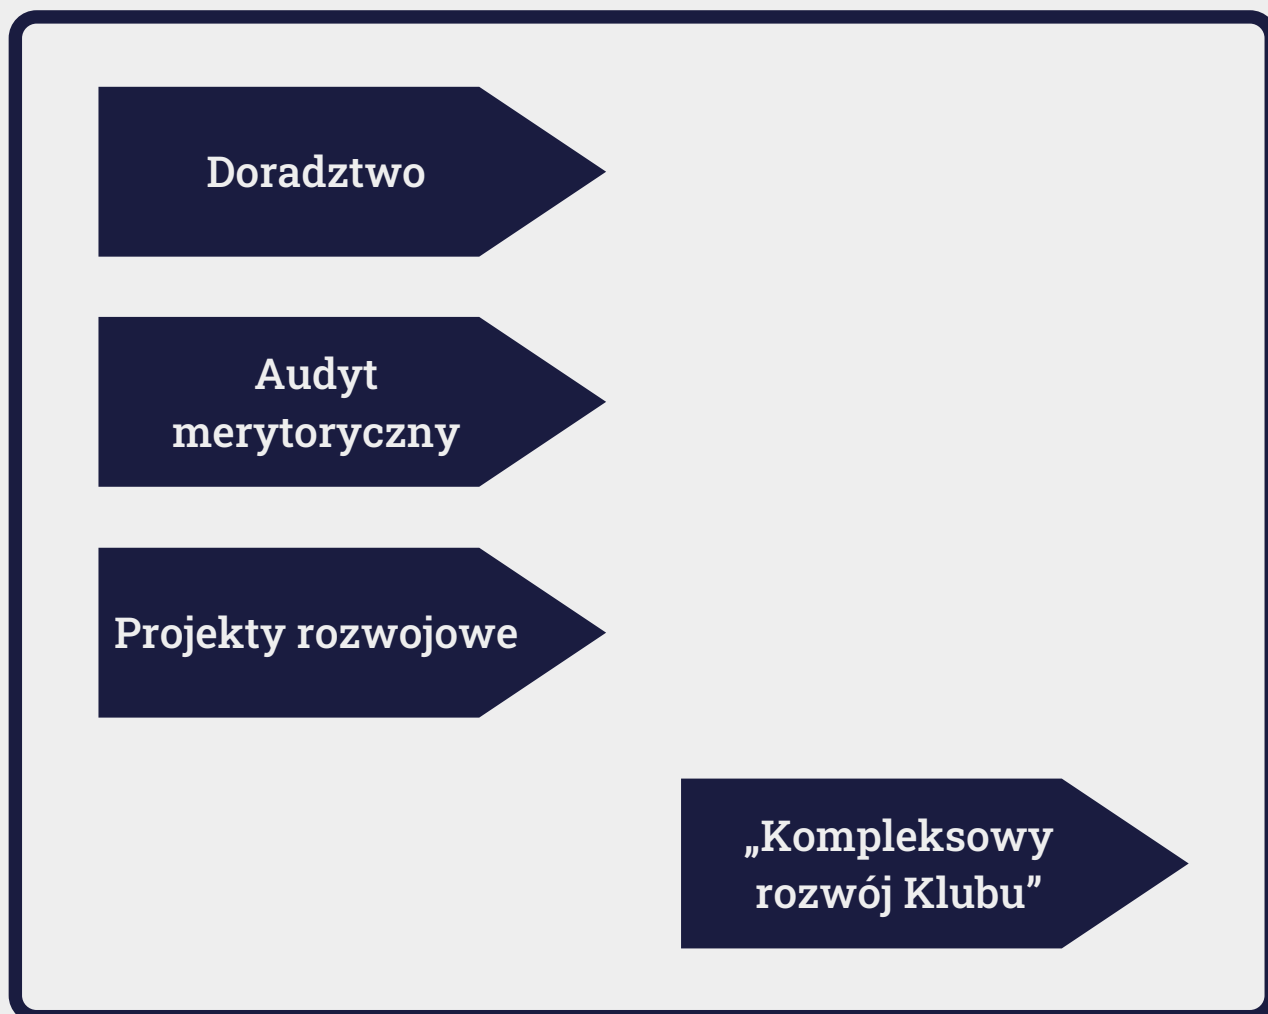 Doradztwo
Audyt
merytoryczny
Projekty rozwojowe
„Kompleksowy
rozwój Klubu”